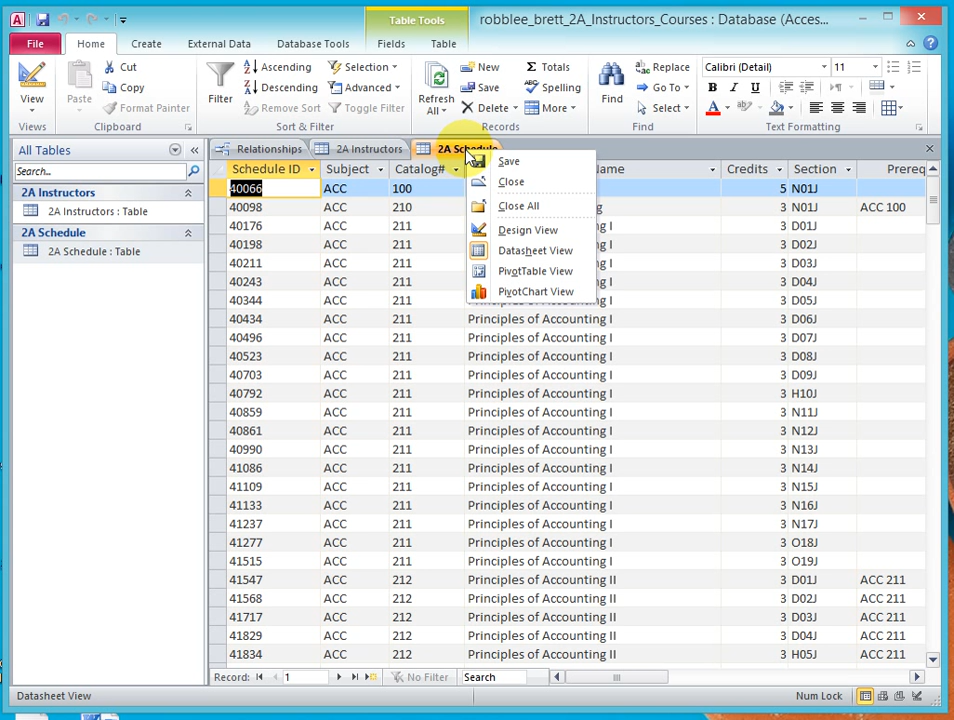 A
Table Tools
robblee_brett_2A_Instructors_Courses : Database (Acces...
File Home Create External Data Database Tools Fields Table
View
Views
Paste
Cut
Copy
Format Painter
Clipboard
Filter
Ascending
Descending
Remove Sort
Selection
Advanced
Toggle Filter
Sort & Filter
Refresh
All
New
Save
Delete
Totals
Spelling
More
Records
Find
Replace
Go To
Select
Find
Calibri (Detail) 11
B I U
A
Text Formatting
All Tables
Search...
2A Instructors
2A Instructors : Table
2A Schedule
2A Schedule : Table
Relationships 2A Instructors 2A Schedule
Schedule ID Subject Catalog# Name Credits Section Prereq
40066 ACC 100 5 N01J
40098 ACC 210 g 3 N01J ACC 100
40176 ACC 211 g I 3 D01J
40198 ACC 211 g I 3 D02J
40211 ACC 211 g I 3 D03J
40243 ACC 211 g I 3 D04J
40344 ACC 211 Principles of Accounting I 3 D05J
40434 ACC 211 Principles of Accounting I 3 D06J
40496 ACC 211 Principles of Accounting I 3 D07J
40523 ACC 211 Principles of Accounting I 3 D08J
40703 ACC 211 Principles of Accounting I 3 D09J
40792 ACC 211 Principles of Accounting I 3 H10J
40859 ACC 211 Principles of Accounting I 3 N11J
40861 ACC 211 Principles of Accounting I 3 N12J
40990 ACC 211 Principles of Accounting I 3 N13J
41086 ACC 211 Principles of Accounting I 3 N14J
41109 ACC 211 Principles of Accounting I 3 N15J
41133 ACC 211 Principles of Accounting I 3 N16J
41237 ACC 211 Principles of Accounting I 3 N17J
41277 ACC 211 Principles of Accounting I 3 O18J
41515 ACC 211 Principles of Accounting I 3 O19J
41547 ACC 212 Principles of Accounting II 3 D01J ACC 211
41568 ACC 212 Principles of Accounting II 3 D02J ACC 211
41717 ACC 212 Principles of Accounting II 3 D03J ACC 211
41829 ACC 212 Principles of Accounting II 3 D04J ACC 211
41834 ACC 212 Principles of Accounting II 3 H05J ACC 211
Save
Close
Close All
Design View
Datasheet View
PivotTable View
PivotChart View
Record: 1 No Filter Search
Datasheet View
Num Lock